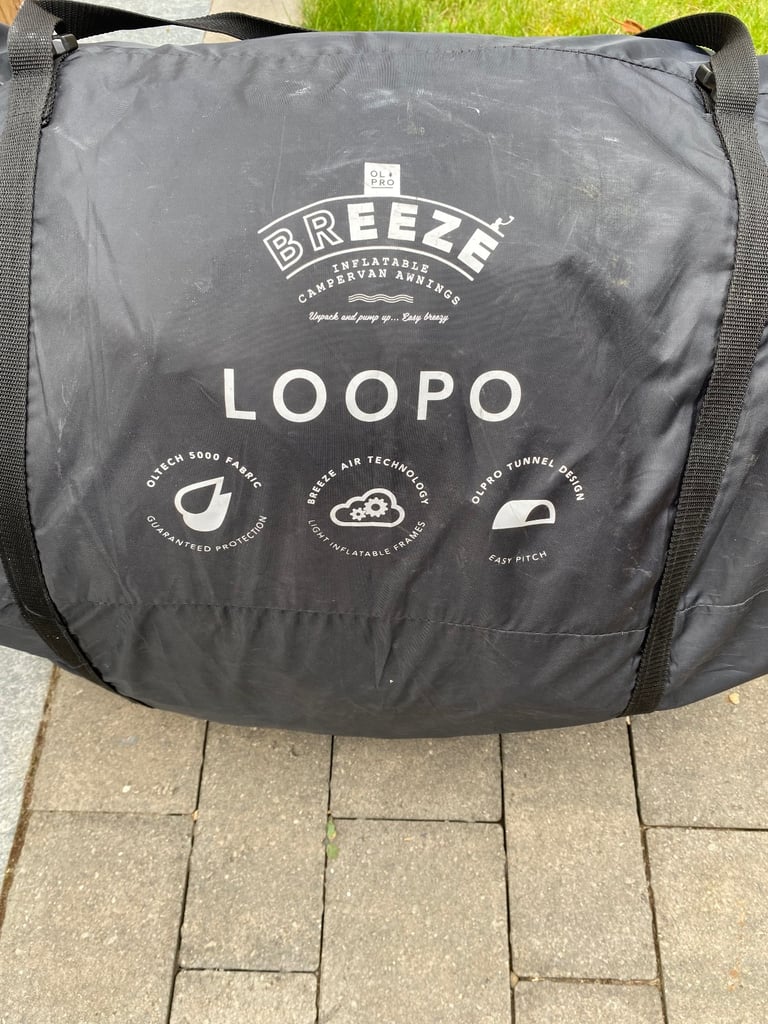 OL PRO
BREEZE
INFLATABLE
CAMPERVAN AWNINGS
Unpack and pump up... Easy breezy
LOOPO
OLTECH 5000 FABRIC
GUARANTEED PROTECTION
BREEZE AIR TECHNOLOGY
LIGHT INFLATABLE FRAMES
OLPRO TUNNEL DESIGN
EASY PITCH